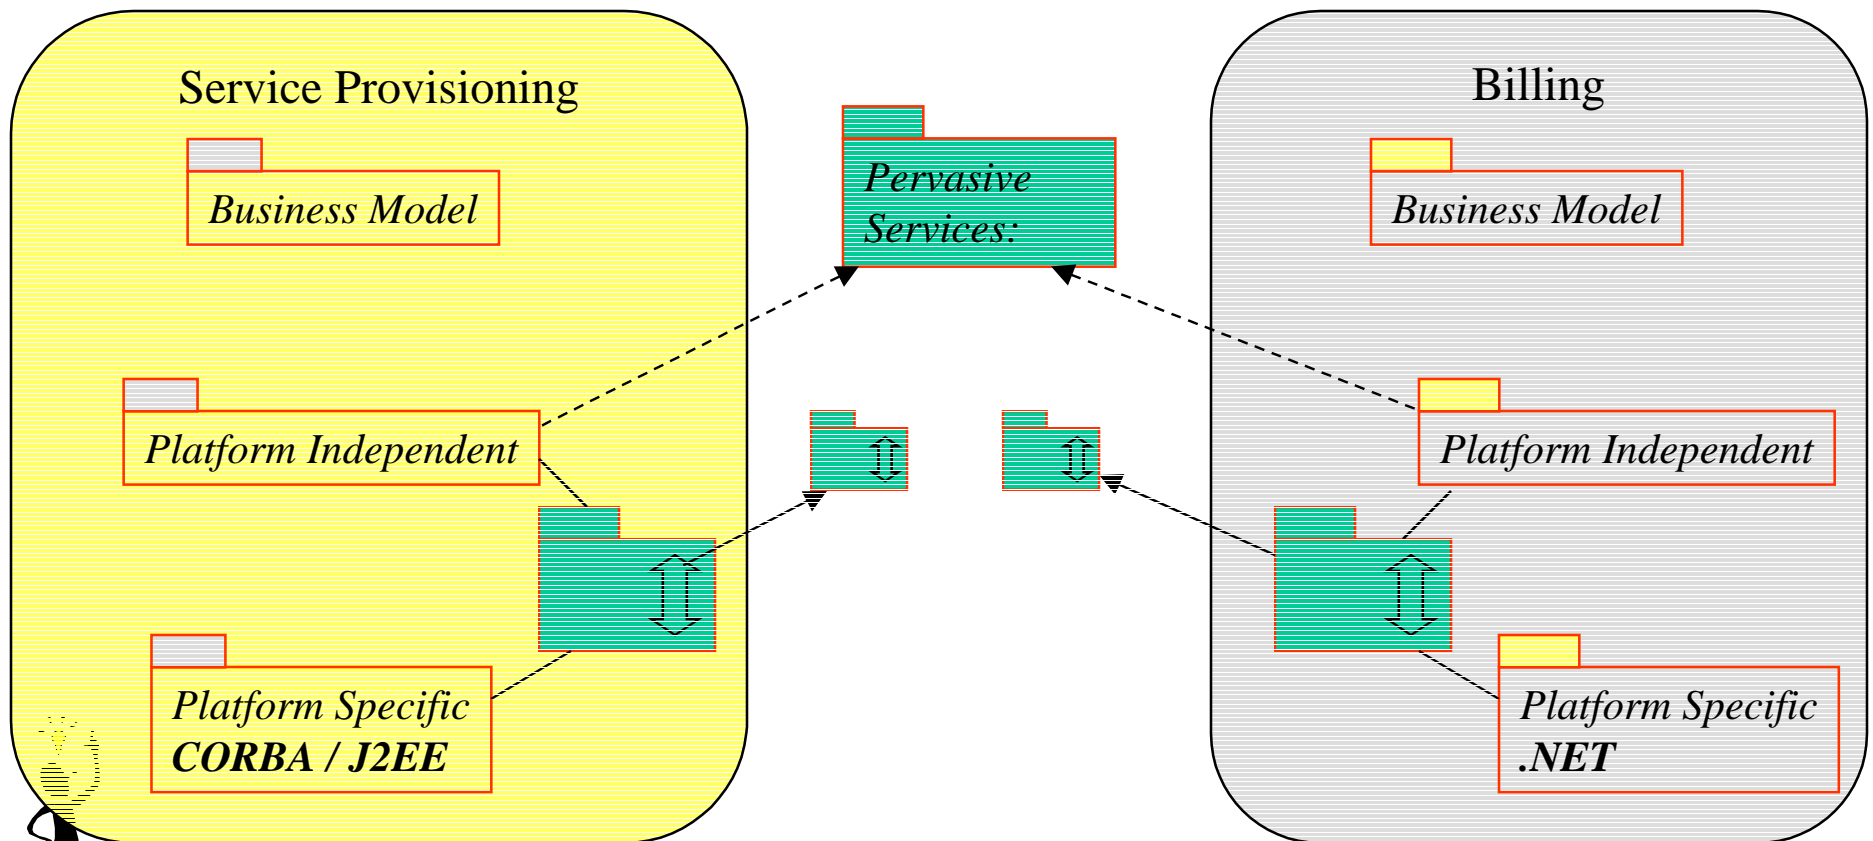 Service Provisioning
Business Model
Platform Independent
Platform Specific
CORBA / J2EE
Pervasive
Services:
Billing
Business Model
Platform Independent
Platform Specific
.NET